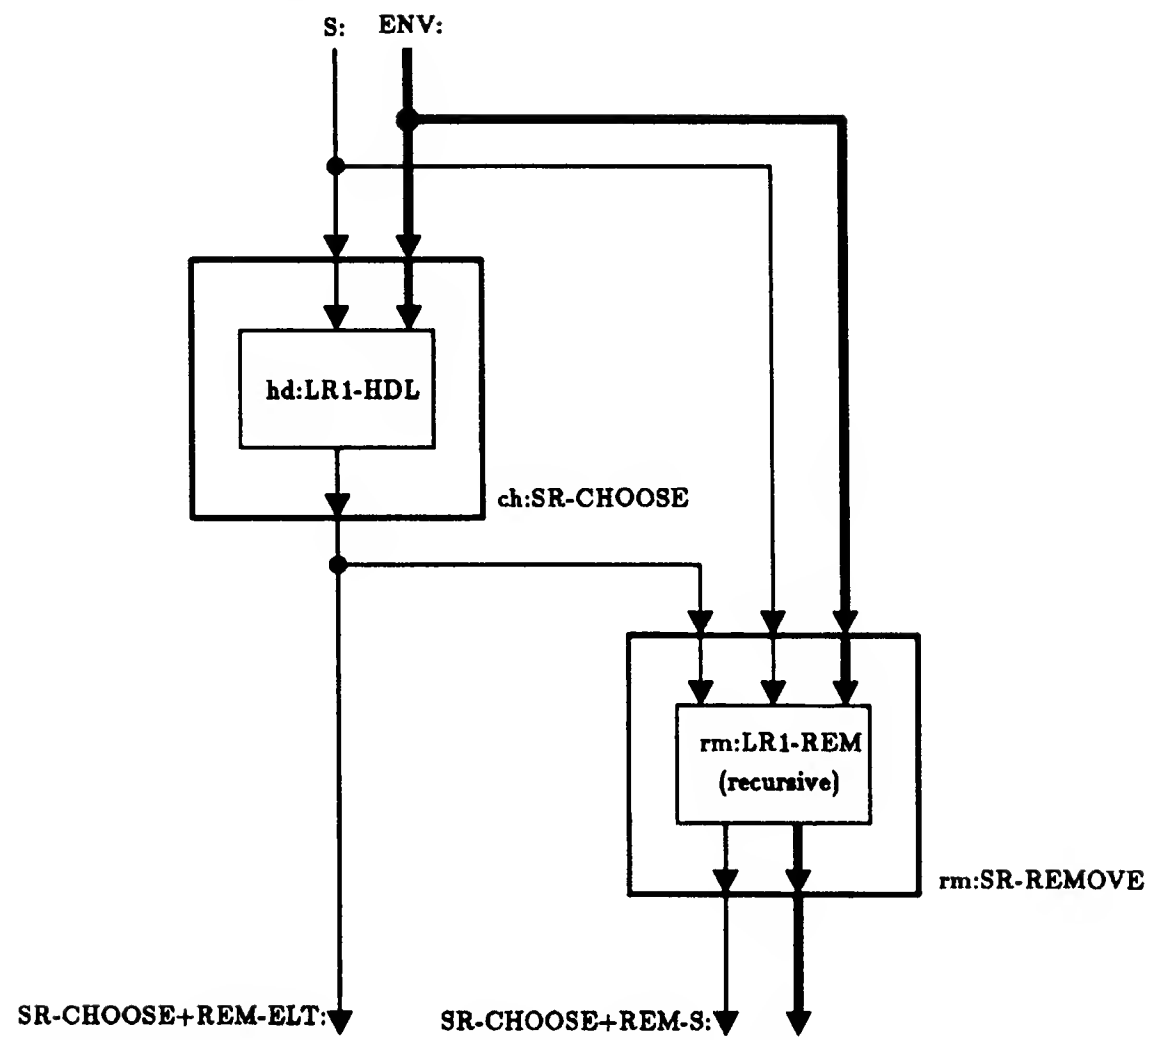 S: ENV:
hd:LR1-HDL
ch:SR-CHOOSE
rm:LR1-REM
(recursive)
rm:SR-REMOVE
SR-CHOOSE+REM-ELT:
SR-CHOOSE+REM-S: